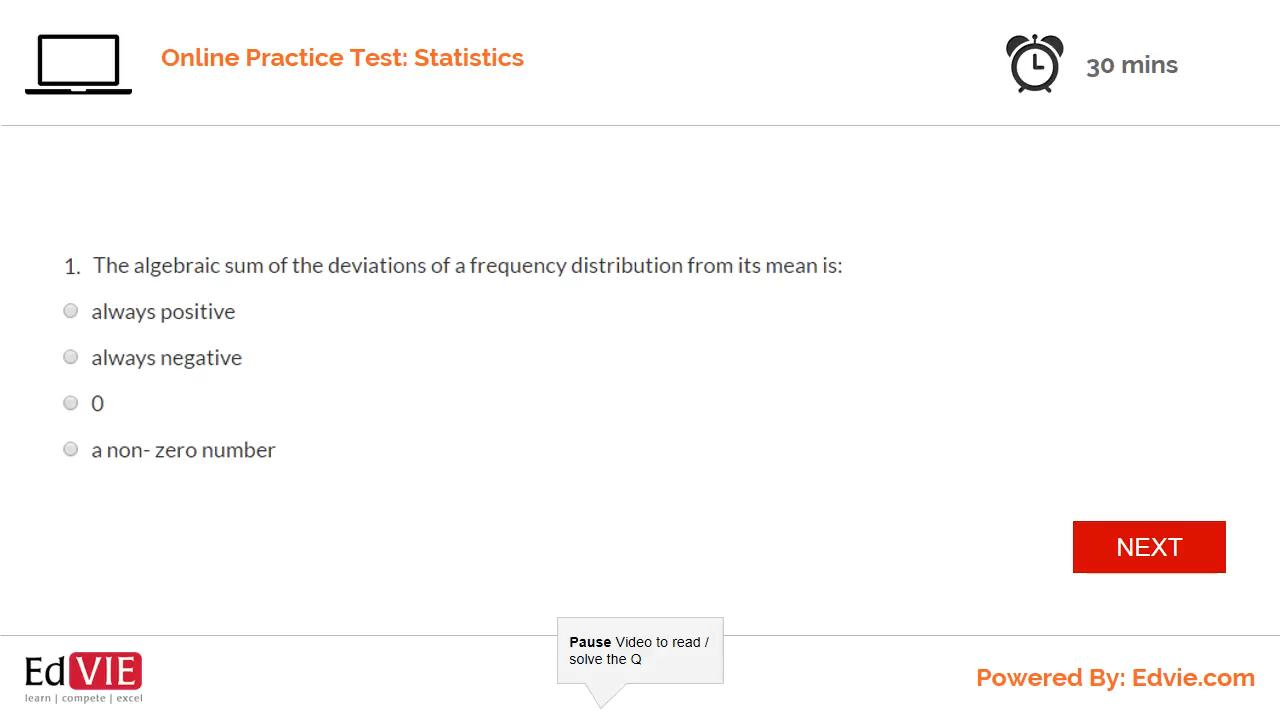 Online Practice Test: Statistics
30 mins
1. The algebraic sum of the deviations of a frequency distribution from its mean is:
always positive
always negative
0
a non- zero number
NEXT
Pause Video to read /
solve the Q
EdVIE
learn | compete | excel
Powered By: Edvie.com